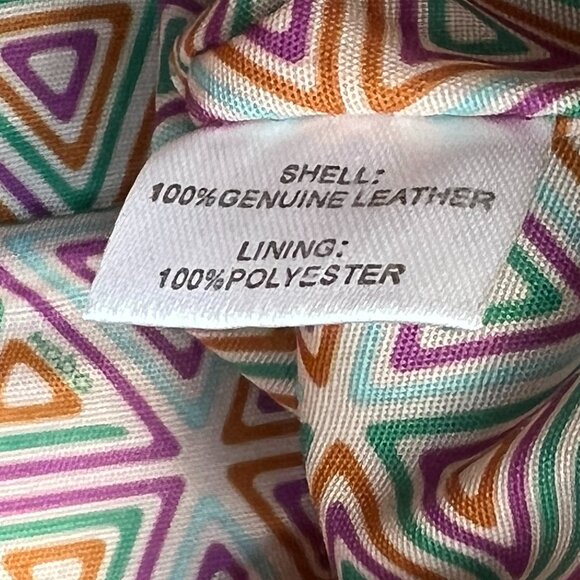 SHELL:
100%GENUINE LEATHER
LINING:
100%POLYESTER